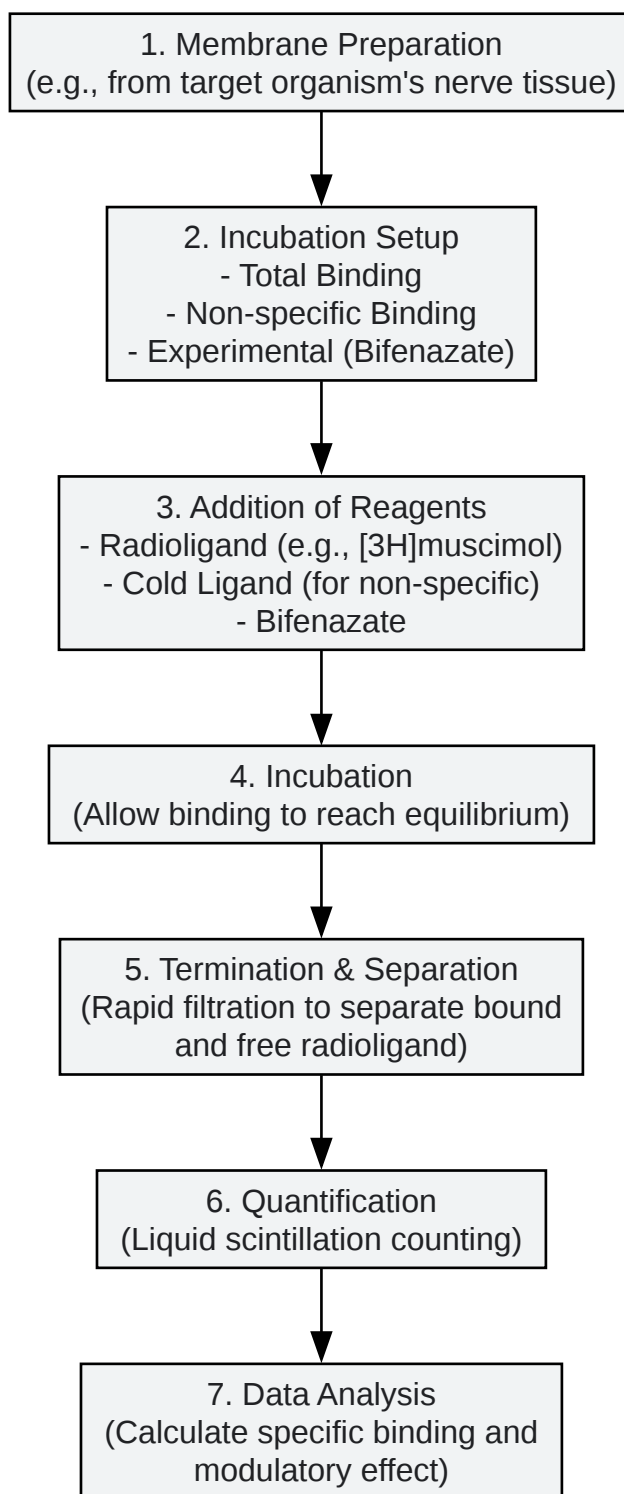 1. Membrane Preparation
(e.g., from target organism's nerve tissue)
2. Incubation Setup
- Total Binding
- Non-specific Binding
- Experimental (Bifenazate)
3. Addition of Reagents
- Radioligand (e.g., [3H]muscimol)
- Cold Ligand (for non-specific)
- Bifenazate
4. Incubation
(Allow binding to reach equilibrium)
5. Termination & Separation
(Rapid filtration to separate bound
and free radioligand)
6. Quantification
(Liquid scintillation counting)
7. Data Analysis
(Calculate specific binding and
modulatory effect)